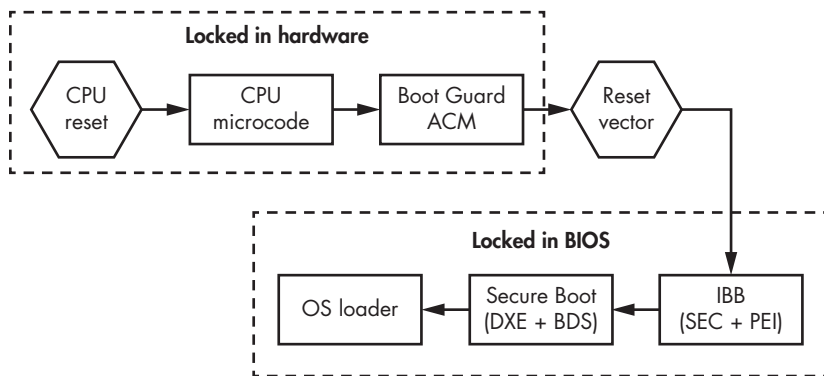 Locked in hardware
CPU
reset
CPU
microcode
Boot Guard
ACM
Reset
vector
Locked in BIOS
OS loader
Secure Boot
(DXE + BDS)
IBB
(SEC + PEI)